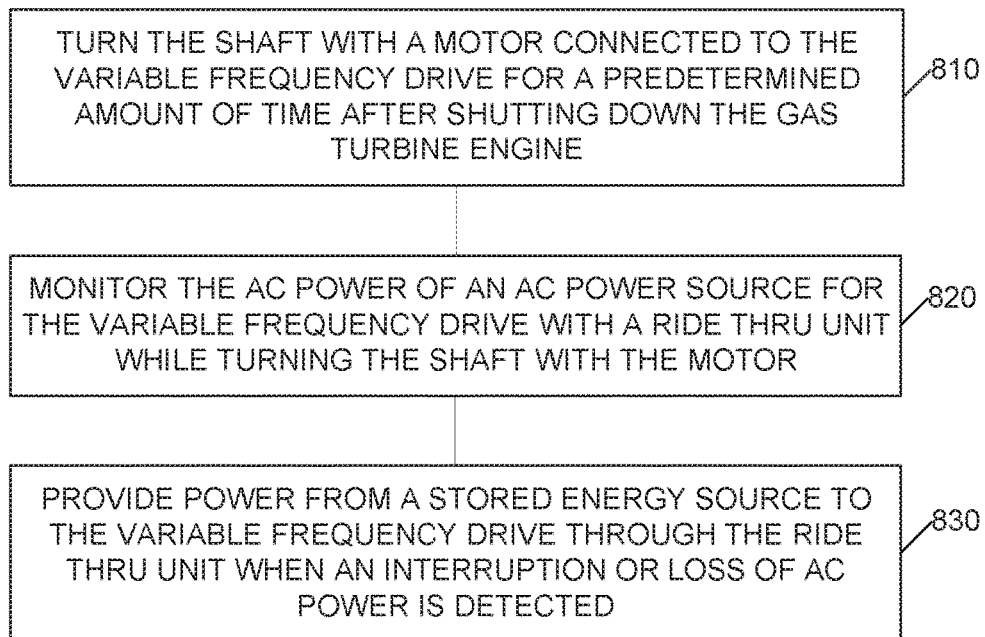 TURN THE SHAFT WITH A MOTOR CONNECTED TO THE
VARIABLE FREQUENCY DRIVE FOR A PREDETERMINED
AMOUNT OF TIME AFTER SHUTTING DOWN THE GAS
TURBINE ENGINE
810
MONITOR THE AC POWER OF AN AC POWER SOURCE FOR
THE VARIABLE FREQUENCY DRIVE WITH A RIDE THRU UNIT
WHILE TURNING THE SHAFT WITH THE MOTOR
820
PROVIDE POWER FROM A STORED ENERGY SOURCE TO
THE VARIABLE FREQUENCY DRIVE THROUGH THE RIDE
THRU UNIT WHEN AN INTERRUPTION OR LOSS OF AC
POWER IS DETECTED
830